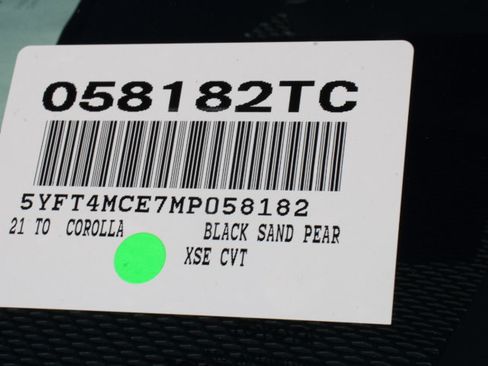 058182TC
5YFT4MCE7MP058182
21 TO COROLLA BLACK SAND PEAR
XSE CVT